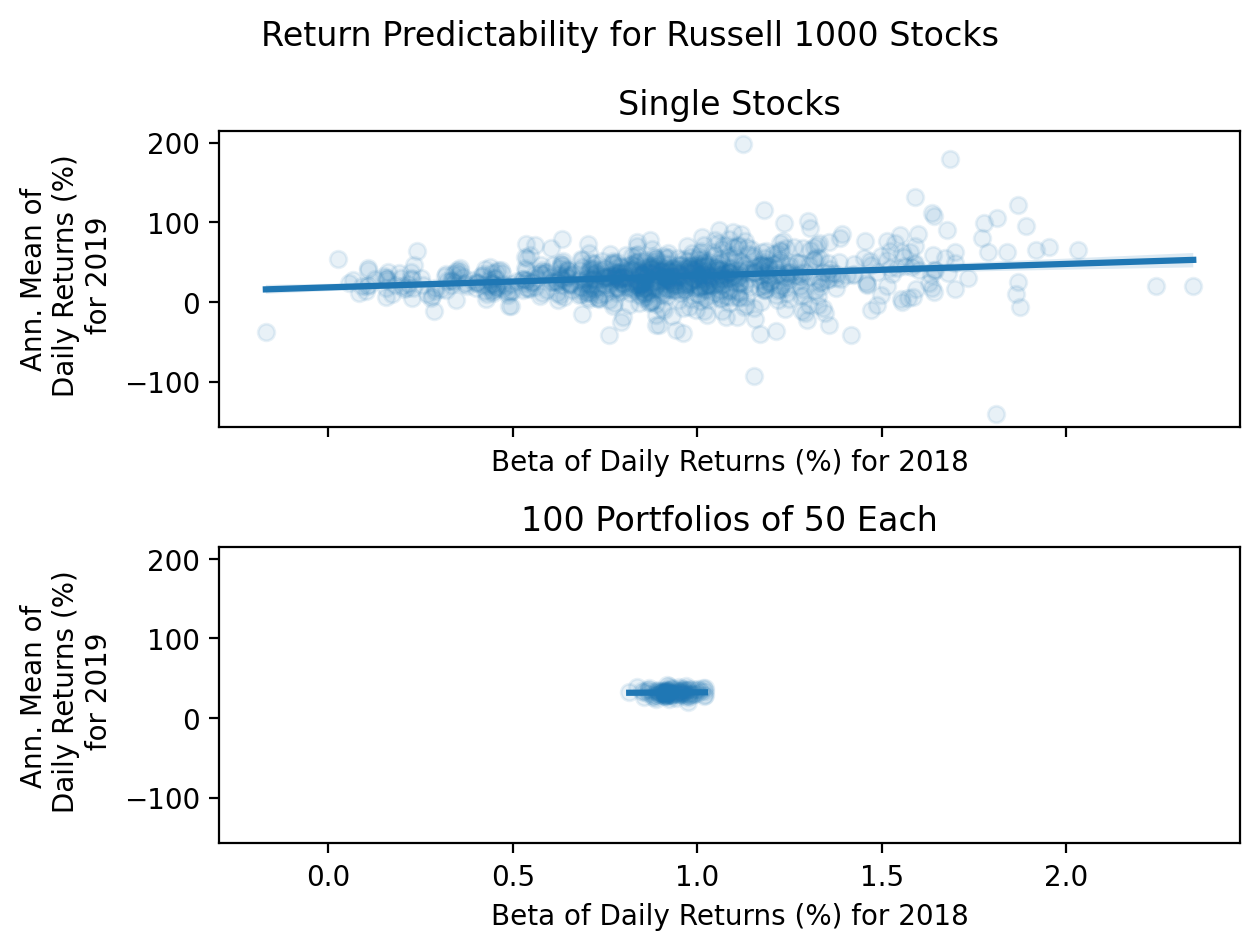 Return Predictability for Russell 1000 Stocks
Single Stocks
Ann. Mean of
Daily Returns (%)
for 2019
200
100
0
−100
Beta of Daily Returns (%) for 2018
100 Portfolios of 50 Each
Ann. Mean of
Daily Returns (%)
for 2019
200
100
0
−100
0.0 0.5 1.0 1.5 2.0
Beta of Daily Returns (%) for 2018